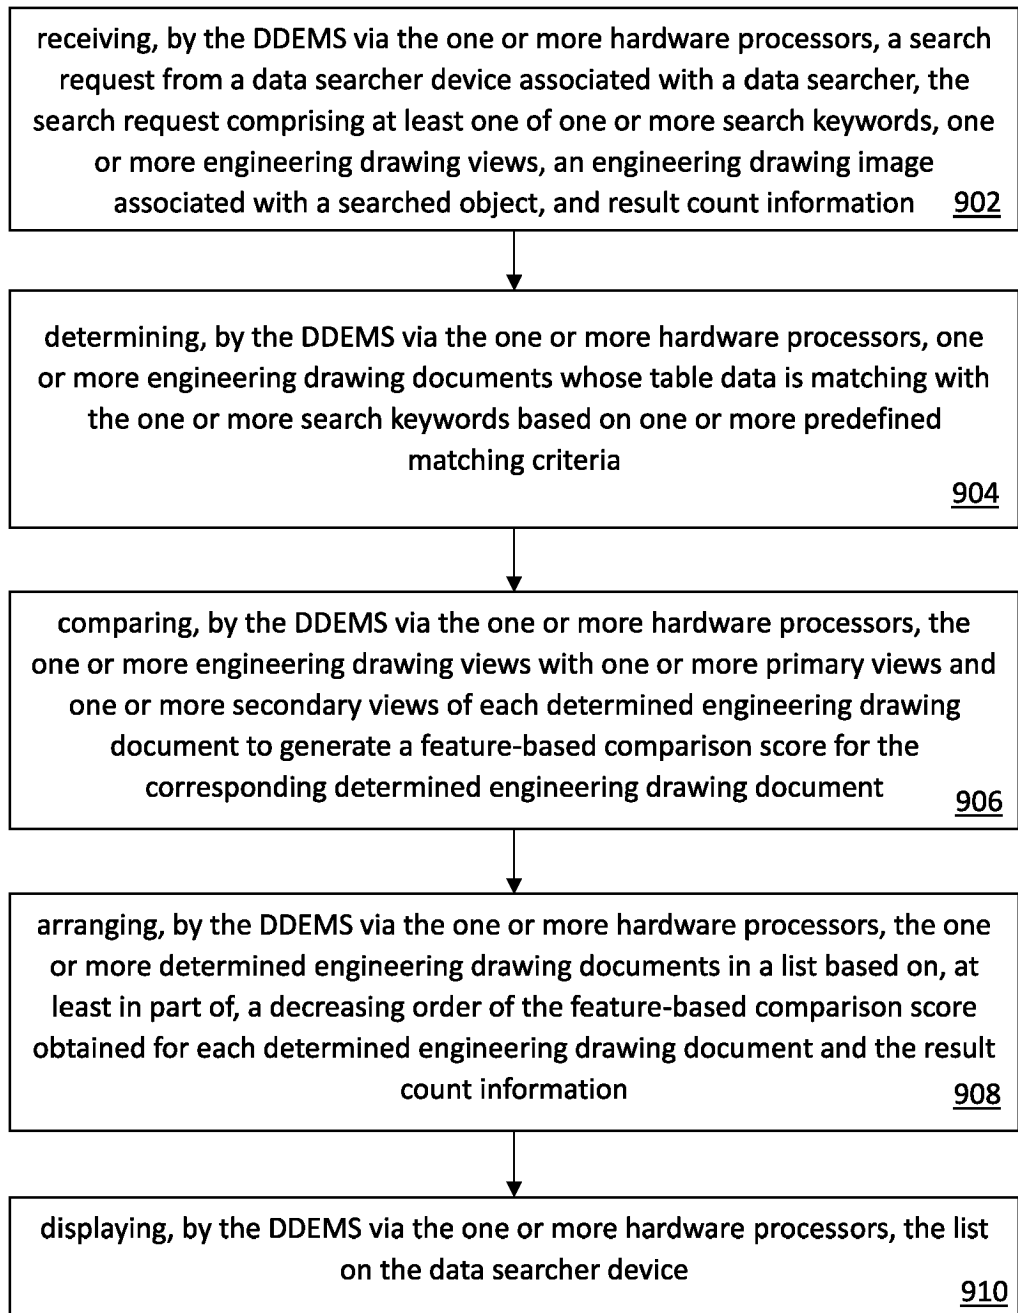 receiving, by the DDEMS via the one or more hardware processors, a search
request from a data searcher device associated with a data searcher, the
search request comprising at least one of one or more search keywords, one
or more engineering drawing views, an engineering drawing image
associated with a searched object, and result count information 902
determining, by the DDEMS via the one or more hardware processors, one
or more engineering drawing documents whose table data is matching with
the one or more search keywords based on one or more predefined
matching criteria
904
comparing, by the DDEMS via the one or more hardware processors, the
one or more engineering drawing views with one or more primary views and
one or more secondary views of each determined engineering drawing
document to generate a feature-based comparison score for the
corresponding determined engineering drawing document
906
arranging, by the DDEMS via the one or more hardware processors, the one
or more determined engineering drawing documents in a list based on, at
least in part of, a decreasing order of the feature-based comparison score
obtained for each determined engineering drawing document and the result
count information
908
displaying, by the DDEMS via the one or more hardware processors, the list
on the data searcher device
910